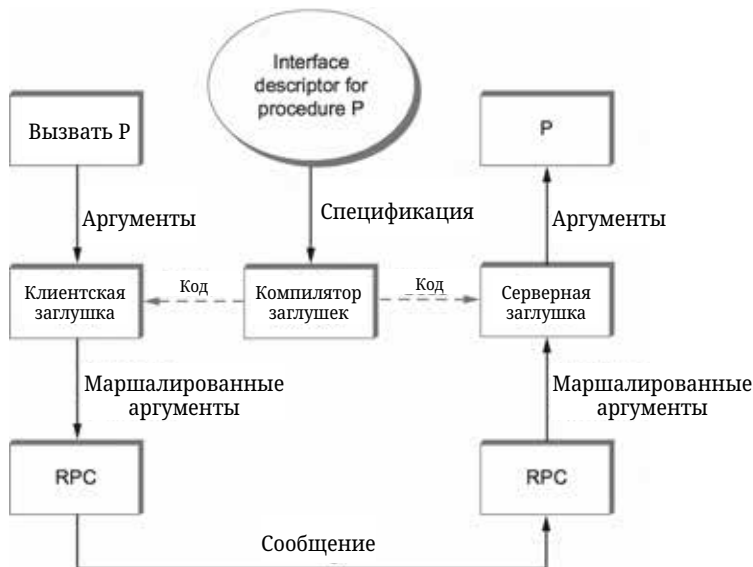 Interface
descriptor for
procedure P
Вызвать P
P
Аргументы
Спецификация
Аргументы
Клиентская
заглушка
Код
Компилятор
заглушек
Код
Серверная
заглушка
Маршалированные
аргументы
Маршалированные
аргументы
RPC
RPC
Сообщение